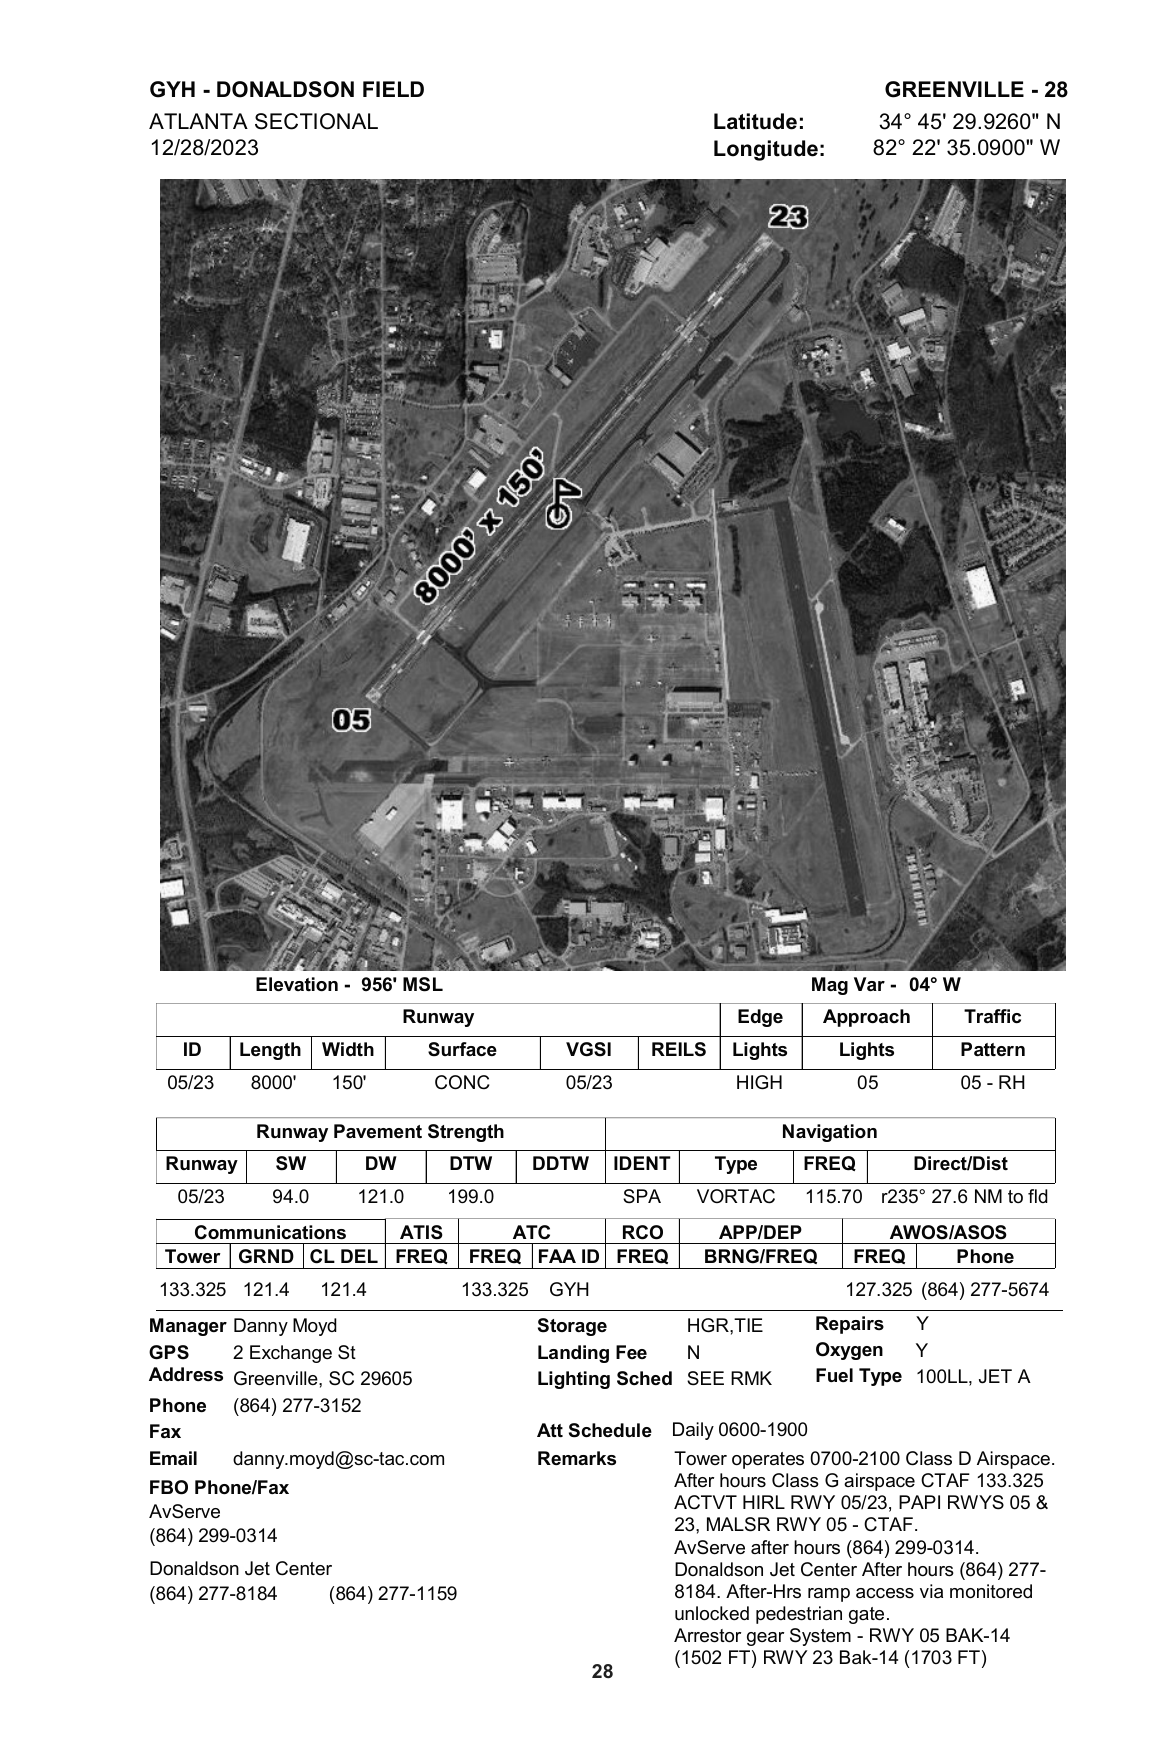 GYH - DONALDSON FIELD GREENVILLE - 28
ATLANTA SECTIONAL Latitude: 34° 45' 29.9260" N
12/28/2023 Longitude: 82° 22' 35.0900" W
23
8000' x 150'
05
Elevation - 956' MSL Mag Var - 04° W
Runway Edge Approach Traffic
ID Length Width Surface VGSI REILS Lights Lights Pattern
05/23 8000' 150' CONC 05/23 HIGH 05 05 - RH
Runway Pavement Strength Navigation
Runway SW DW DTW DDTW IDENT Type FREQ Direct/Dist
05/23 94.0 121.0 199.0 SPA VORTAC 115.70 r235° 27.6 NM to fld
Communications ATIS ATC RCO APP/DEP AWOS/ASOS
Tower GRND CL DEL FREQ FREQ FAA ID FREQ BRNG/FREQ FREQ Phone
133.325 121.4 121.4 133.325 GYH 127.325 (864) 277-5674
Manager Danny Moyd
GPS 2 Exchange St
Address Greenville, SC 29605
Phone (864) 277-3152
Fax
Email danny.moyd@sc-tac.com
FBO Phone/Fax
AvServe
(864) 299-0314
Donaldson Jet Center
(864) 277-8184 (864) 277-1159
Storage HGR,TIE
Landing Fee N
Lighting Sched SEE RMK
Repairs Y
Oxygen Y
Fuel Type 100LL, JET A
Att Schedule Daily 0600-1900
Remarks Tower operates 0700-2100 Class D Airspace.
After hours Class G airspace CTAF 133.325
ACTVT HIRL RWY 05/23, PAPI RWYS 05 &
23, MALSR RWY 05 - CTAF.
AvServe after hours (864) 299-0314.
Donaldson Jet Center After hours (864) 277-
8184. After-Hrs ramp access via monitored
unlocked pedestrian gate.
Arrestor gear System - RWY 05 BAK-14
(1502 FT) RWY 23 Bak-14 (1703 FT)
28